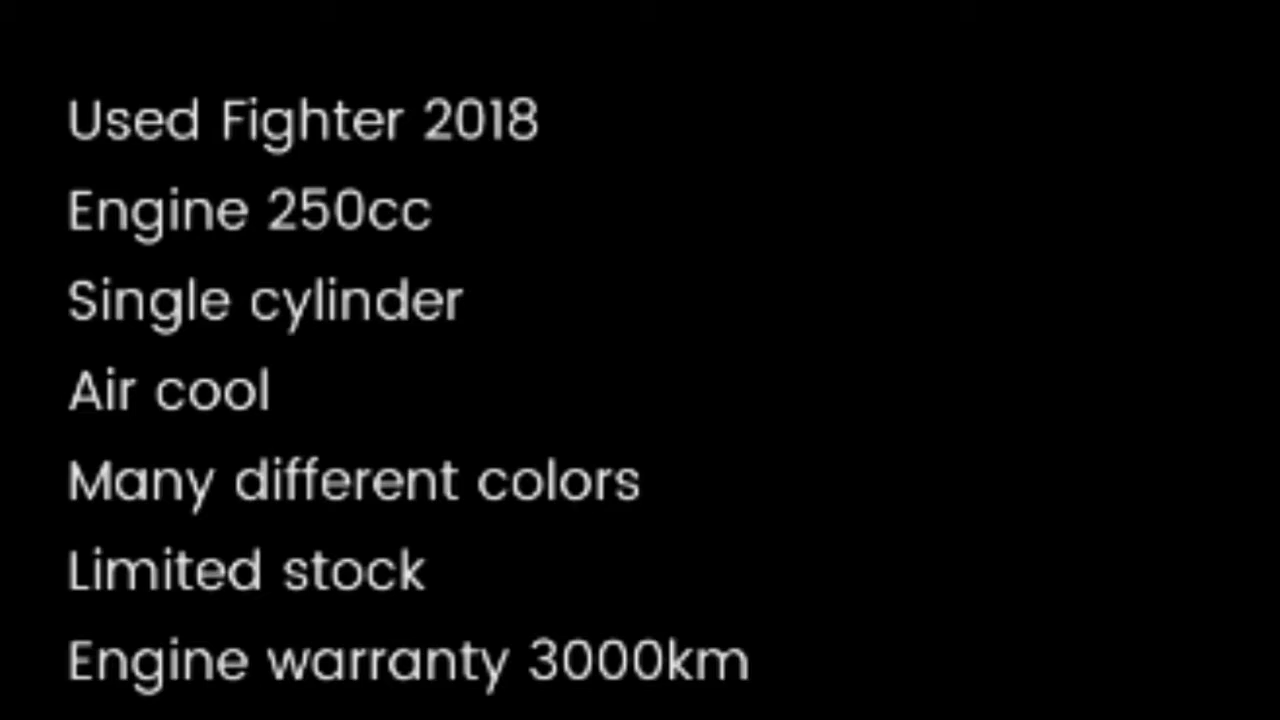 Used Fighter 2018
Engine 250cc
Single cylinder
Air cool
Many different colors
Limited stock
Engine warranty 3000km